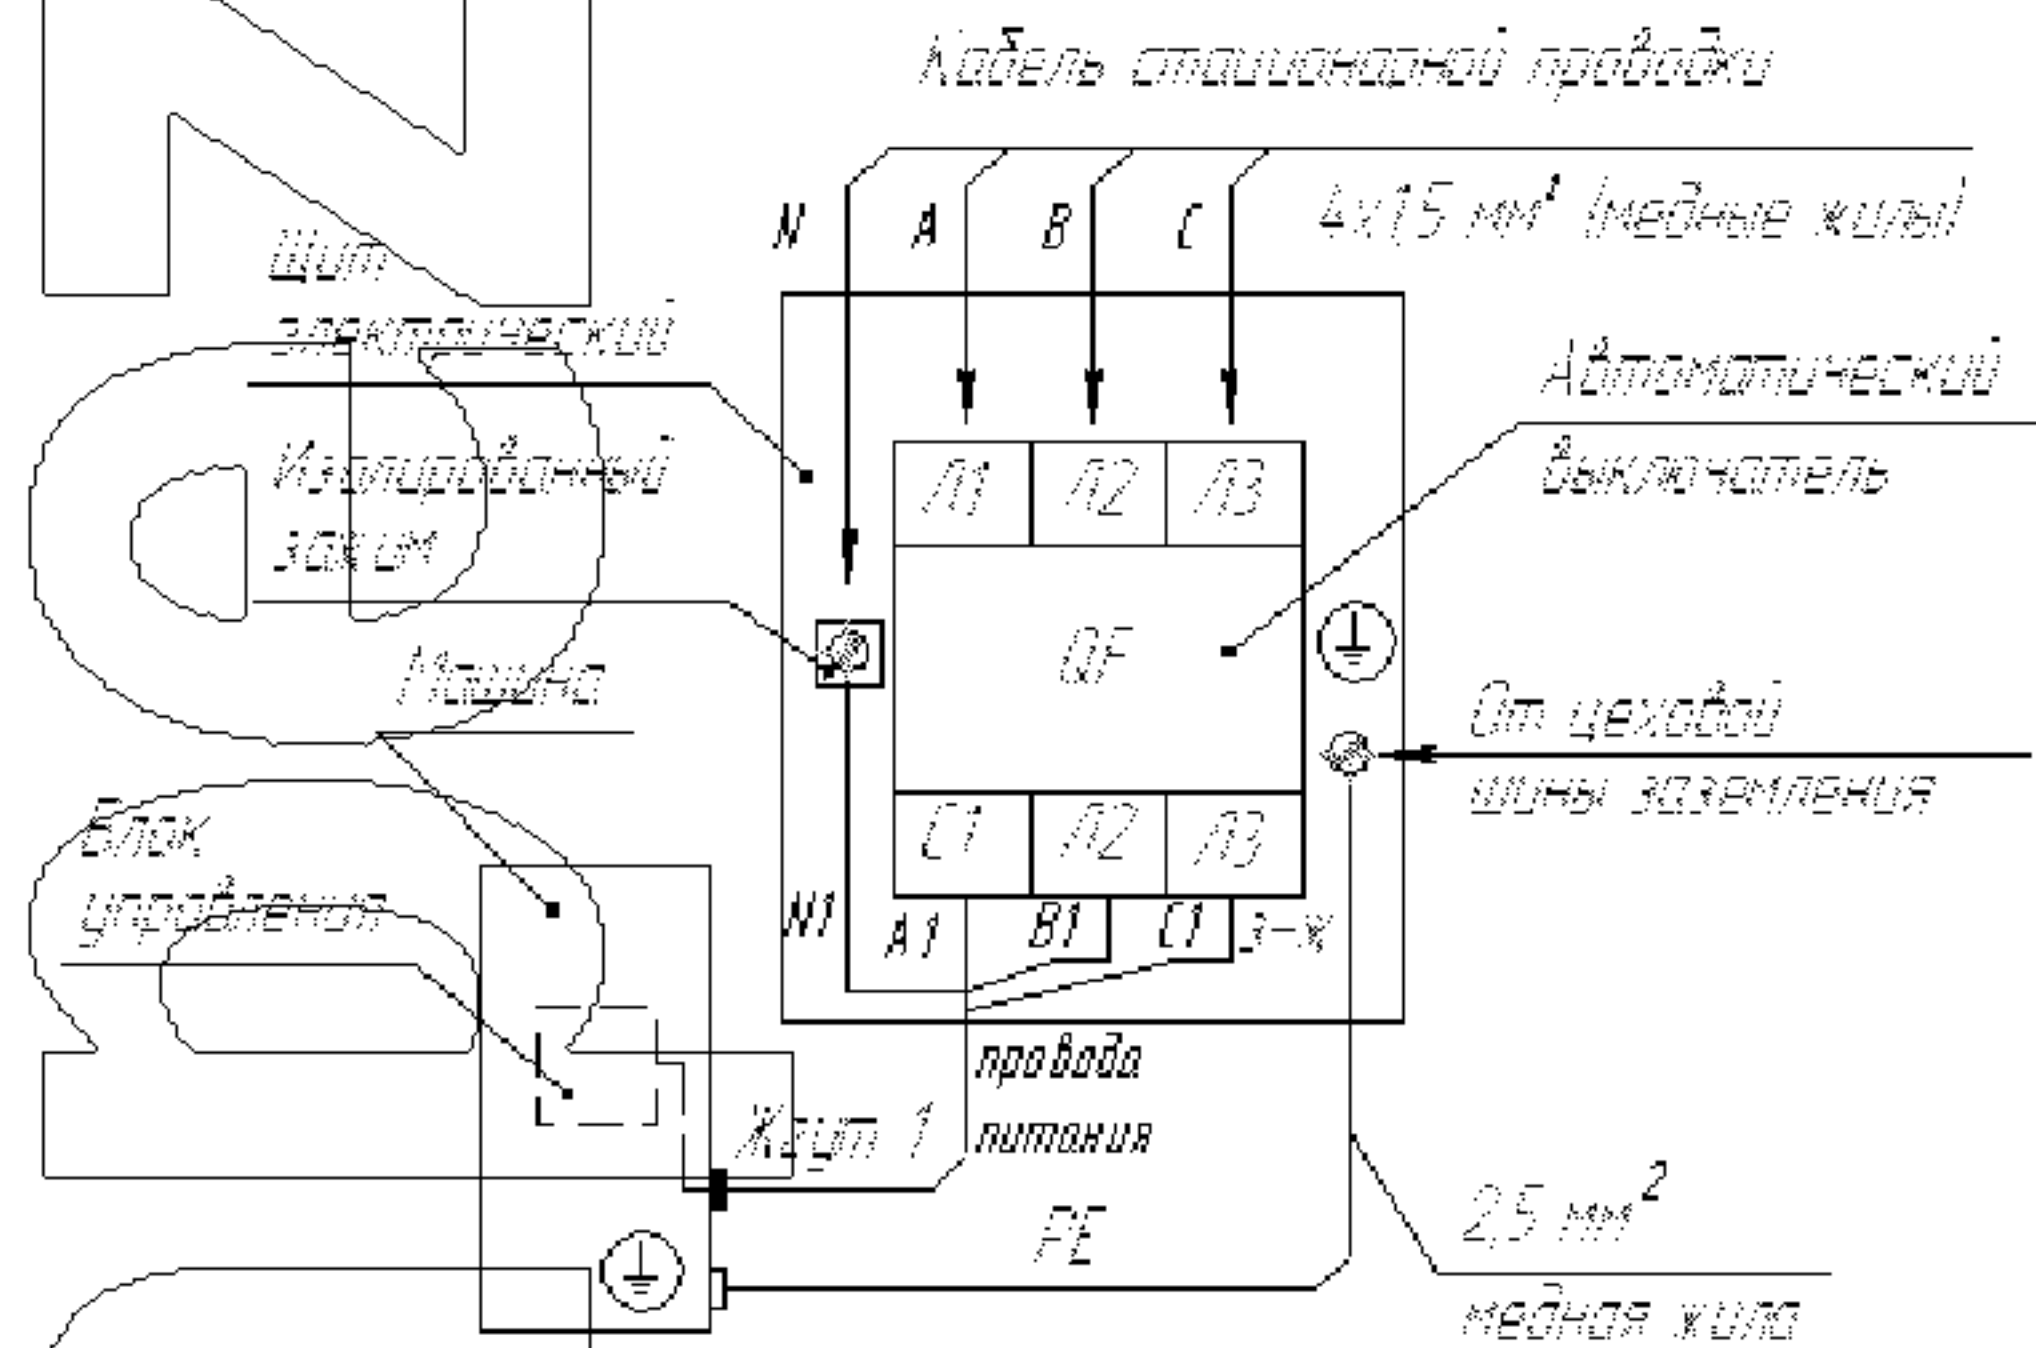 Кабель стационарной проводки
N A B C 4х1,5 мм² (медные жилы)
Щит
электрический
Автоматический
выключатель
Изолированный
зажим
Л1 Л2 Л3
QF
Машина
От цеховой
шины заземления
Блок
управления
С1 Л2 Л3
N1 A1 B1 C1 З-Ж
провода
питания
Жгут 1
PE
2,5 мм²
медная жила